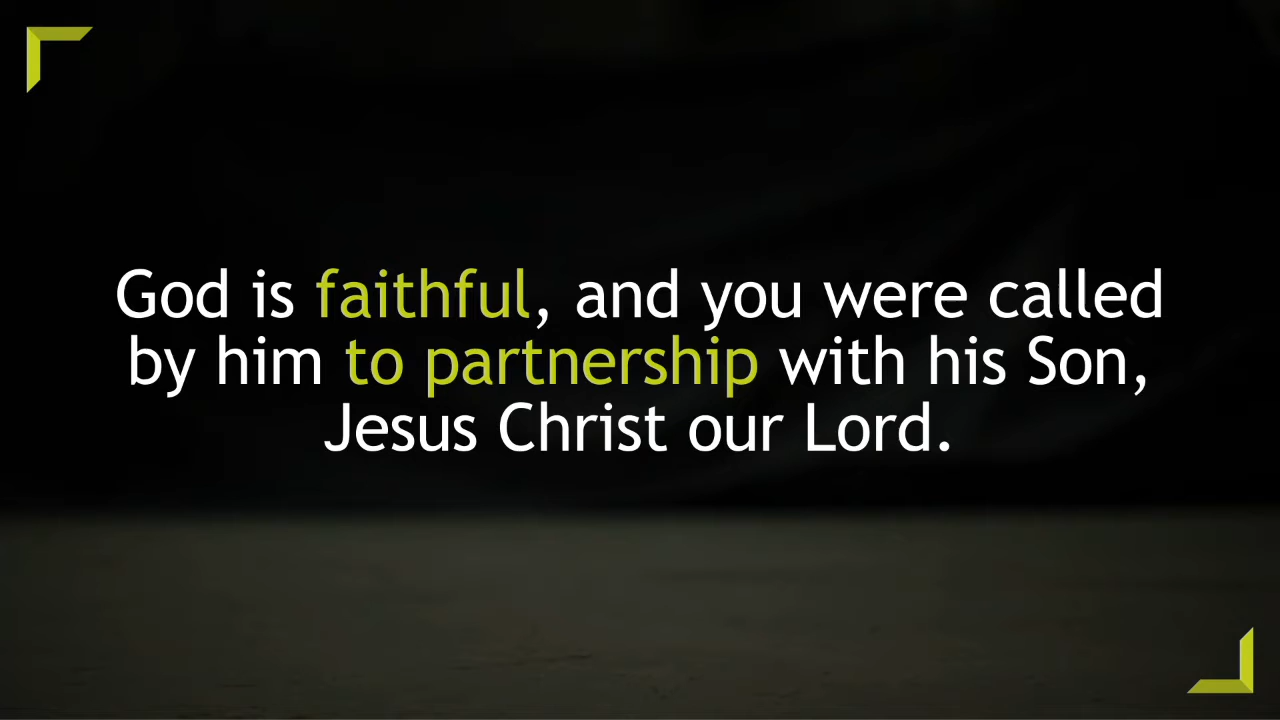 God is faithful, and you were called
by him to partnership with his Son,
Jesus Christ our Lord.